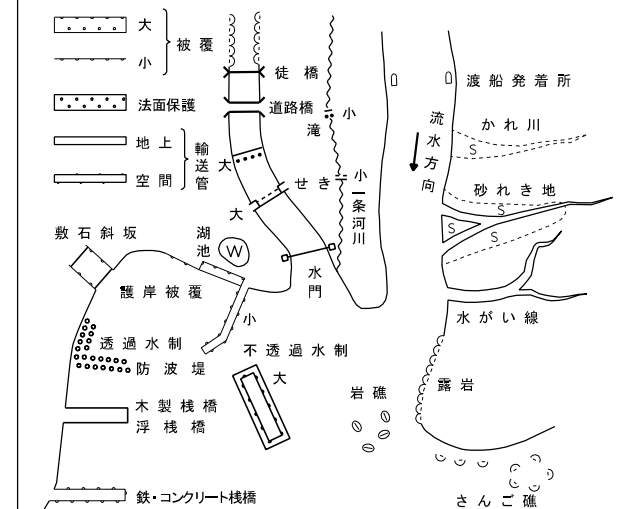 大
小
被覆
法面保護
地上
空間
輸送管
徒橋
道路橋
大
小
滝
せき
大
小
一条河川
渡船発着所
流水方向
かれ川
S
砂れき地
S
S
S
敷石斜坂
湖池
W
水門
護岸被覆
小
水がい線
透過水制
不透過水制
防波堤
大
岩礁
露岩
木製桟橋
浮桟橋
鉄・コンクリート桟橋
さんご礁